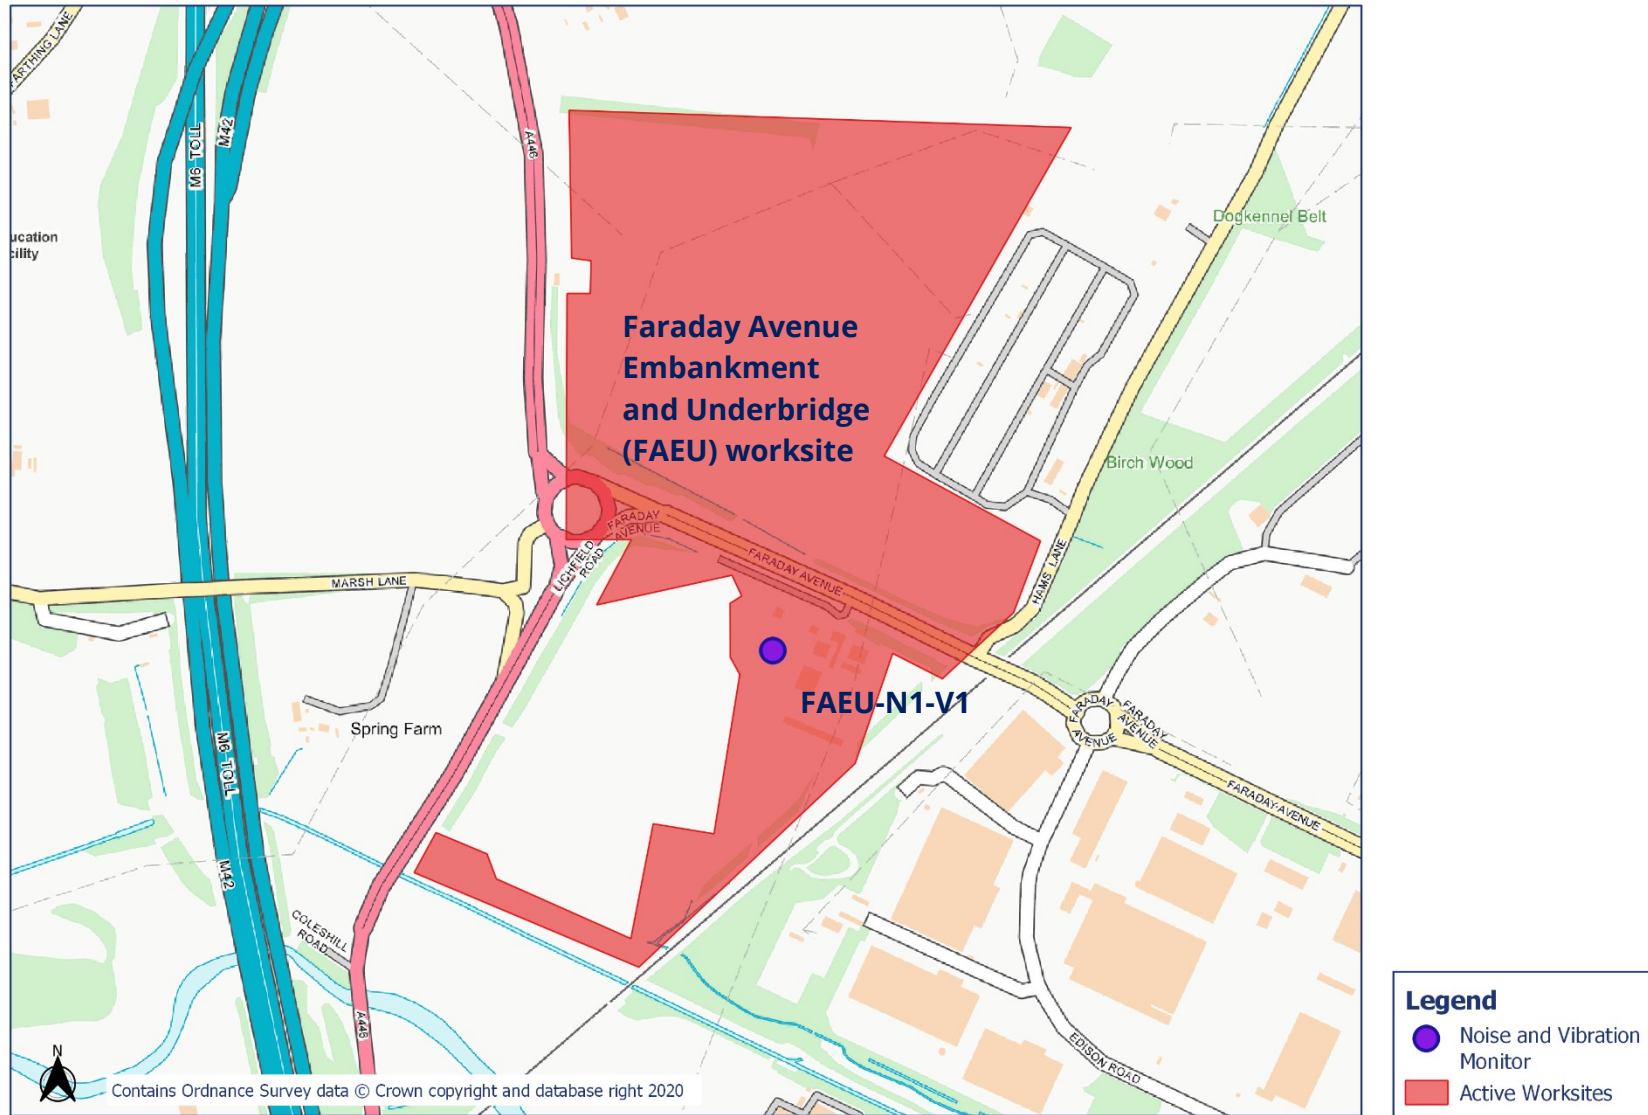 ARTHING LANE
M6 TOLL
M42
A446
ucation
cility
Dogkennel Belt
Faraday Avenue
Embankment
and Underbridge
(FAEU) worksite
Birch Wood
FARADAY
AVENUE
LICHFIELD
ROAD
FARADAY AVENUE
HAMS LANE
MARSH LANE
FAEU-N1-V1
Spring Farm
FARADAY
AVENUE
FARADAY
AVENUE
FARADAY AVENUE
M6 TOLL
M42
COLESHILL
ROAD
A446
EDISON ROAD
N
Contains Ordnance Survey data © Crown copyright and database right 2020
Legend
Noise and Vibration
Monitor
Active Worksites